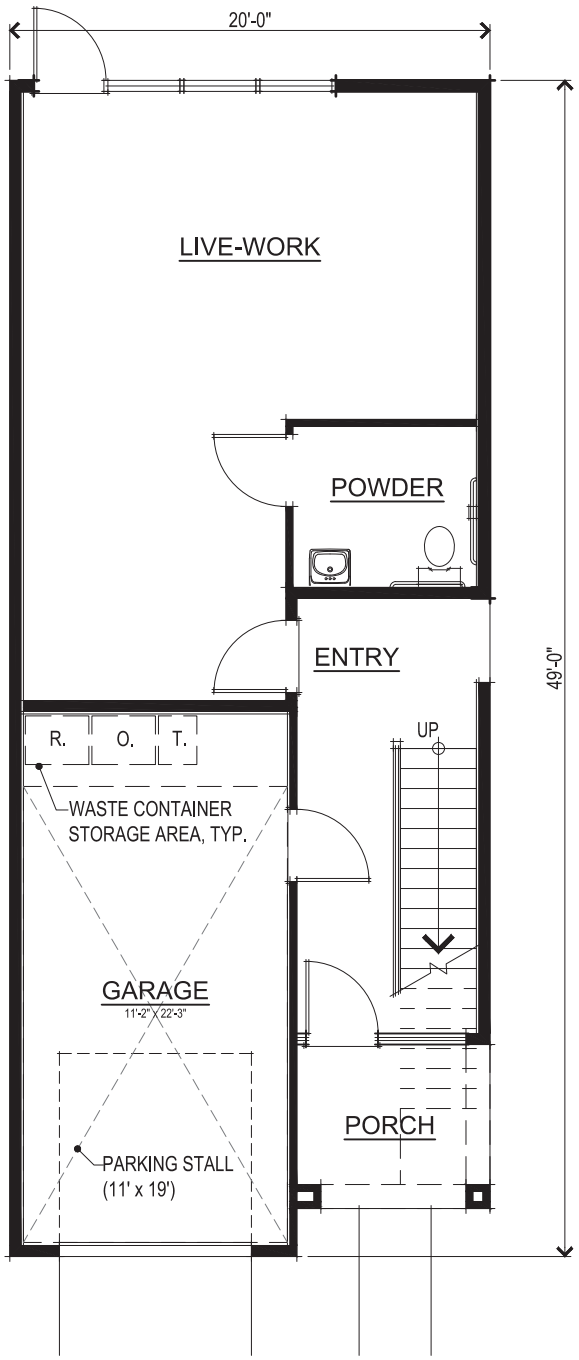 20'-0"
LIVE-WORK
POWDER
ENTRY
49'-0"
UP
R. O. T.
WASTE CONTAINER
STORAGE AREA, TYP.
GARAGE
11'-2" x 22'-3"
PORCH
PARKING STALL
(11' x 19')